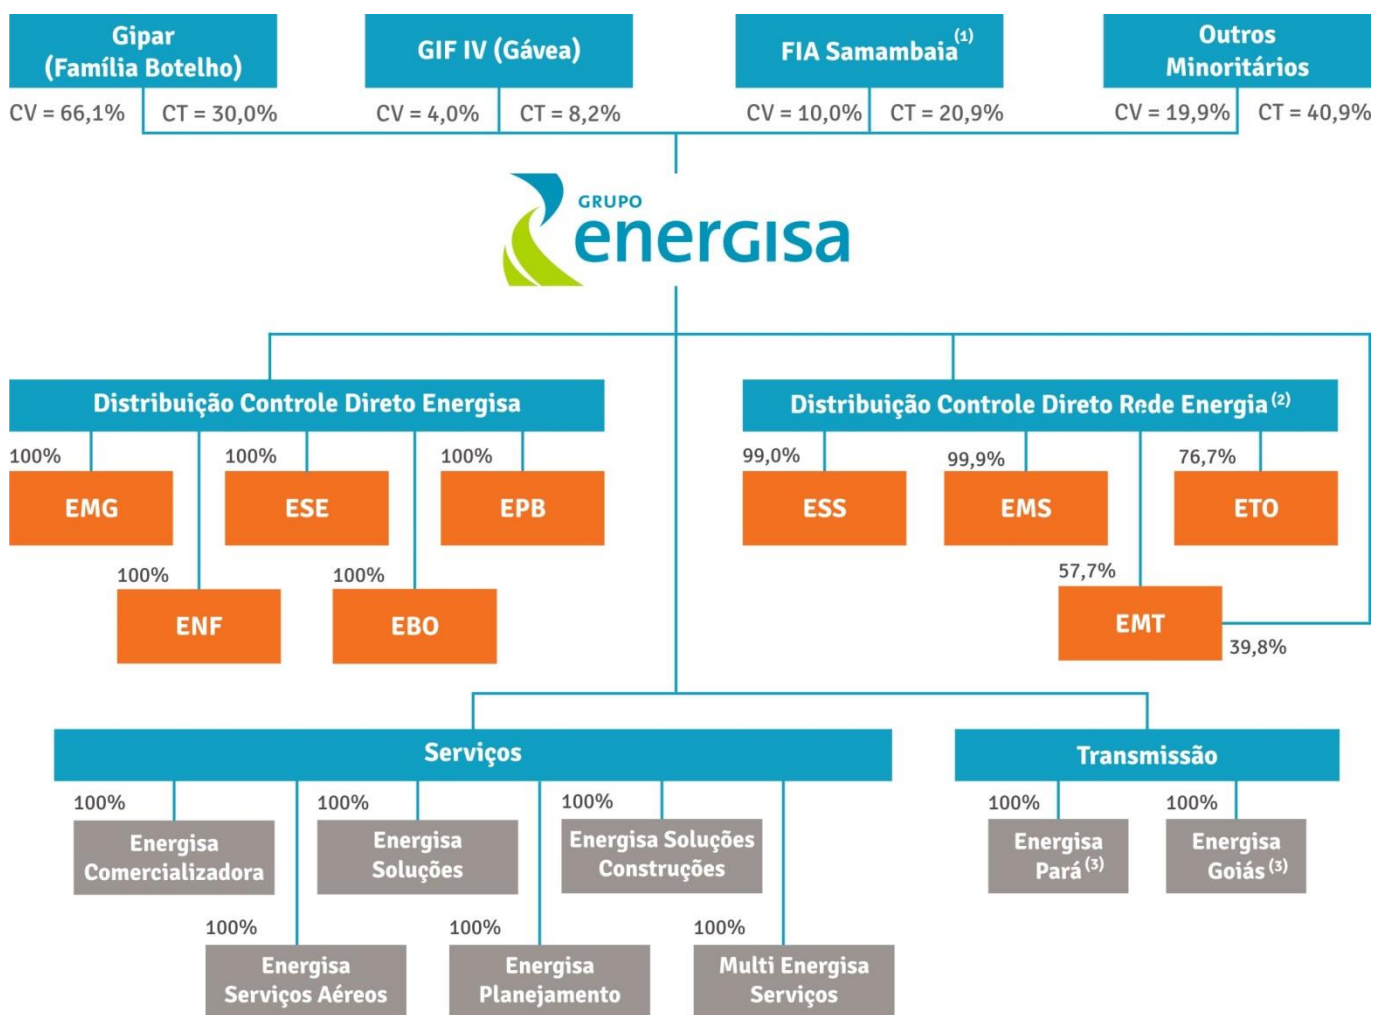 Gipar
(Família Botelho)
GIF IV (Gávea)
FIA Samambaia (1)
Outros
Minoritários
CV = 66,1% CT = 30,0%
CV = 4,0% CT = 8,2%
CV = 10,0% CT = 20,9%
CV = 19,9% CT = 40,9%
GRUPO
energisa
Distribuição Controle Direto Energisa
Distribuição Controle Direto Rede Energia (2)
100%
EMG
100%
ESE
100%
EPB
100%
ENF
100%
EBO
99,0%
ESS
99,9%
EMS
76,7%
ETO
57,7%
EMT
39,8%
Serviços
Transmissão
100%
Energisa
Comercializadora
100%
Energisa
Soluções
100%
Energisa Soluções
Construções
100%
Energisa
Serviços Aéreos
100%
Energisa
Planejamento
100%
Multi Energisa
Serviços
100%
Energisa
Pará (3)
100%
Energisa
Goiás (3)